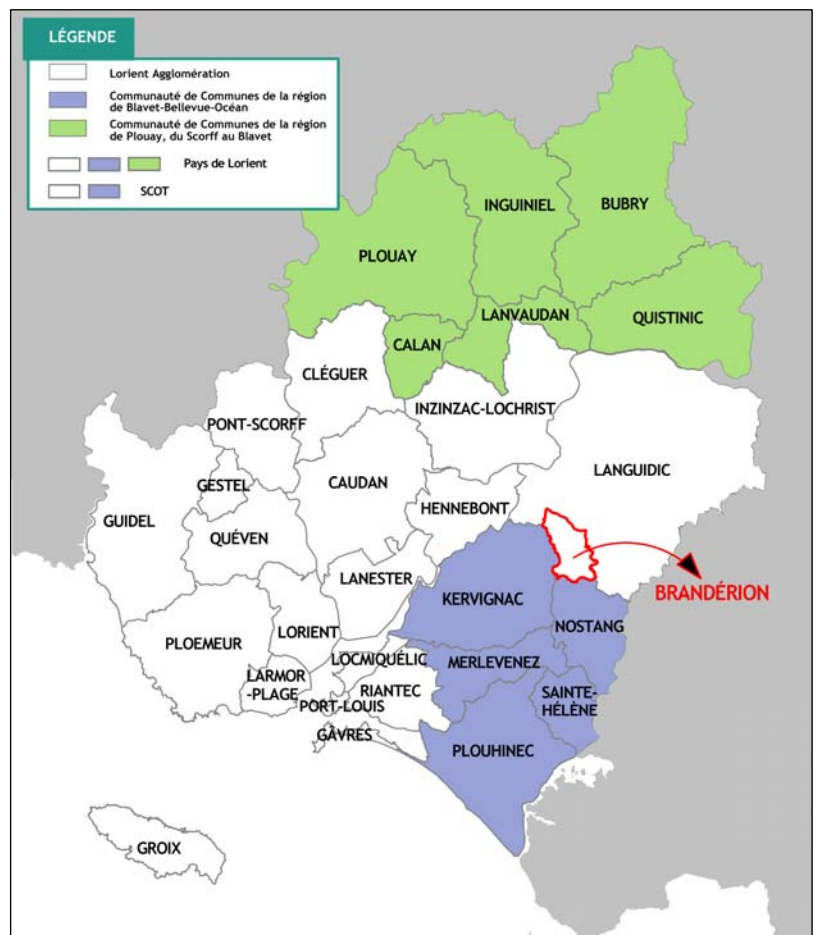 LÉGENDE
Lorient Agglomération
Communauté de Communes de la région
de Blavet-Bellevue-Océan
Communauté de Communes de la région
de Plouay, du Scorff au Blavet
Pays de Lorient
SCOT
INGUINIEL
BUBRY
PLOUAY
LANVAUDAN
QUISTINIC
CALAN
CLÉGUER
INZINZAC-LOCHRIST
PONT-SCORFF
LANGUIDIC
GESTEL
CAUDAN
HENNEBONT
GUIDEL
QUÉVEN
LANESTER
BRANDÉRION
KERVIGNAC
NOSTANG
LORIENT
PLOEMEUR
LOCMIQUÉLIC
MERLEVENEZ
LARMOR
-PLAGE
RIANTEC
SAINTE-
HÉLÈNE
PORT-LOUIS
GÂVRES
PLOUHINEC
GROIX